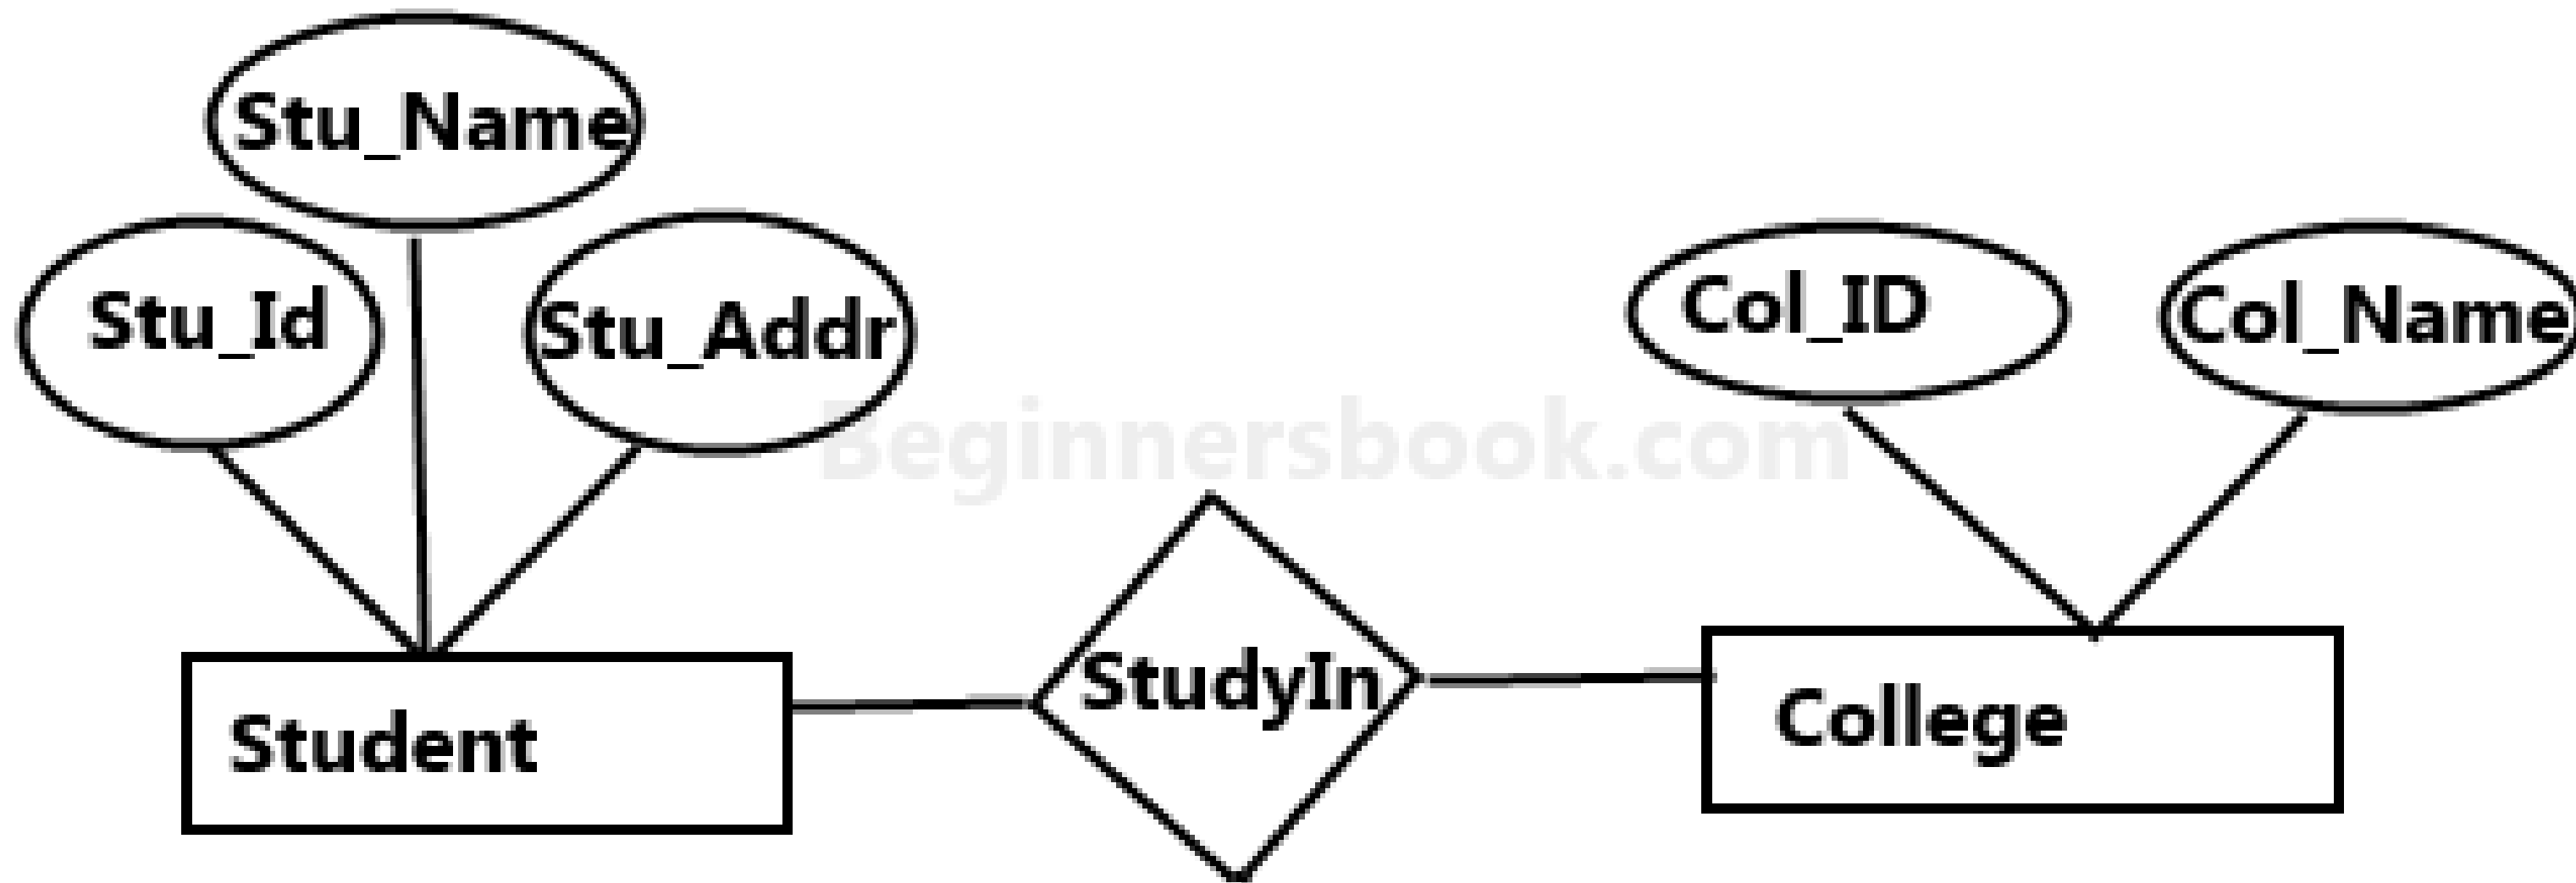 Stu_Name
Stu_Id
Stu_Addr
Col_ID
Col_Name
Beginnersbook.com
StudyIn
Student
College